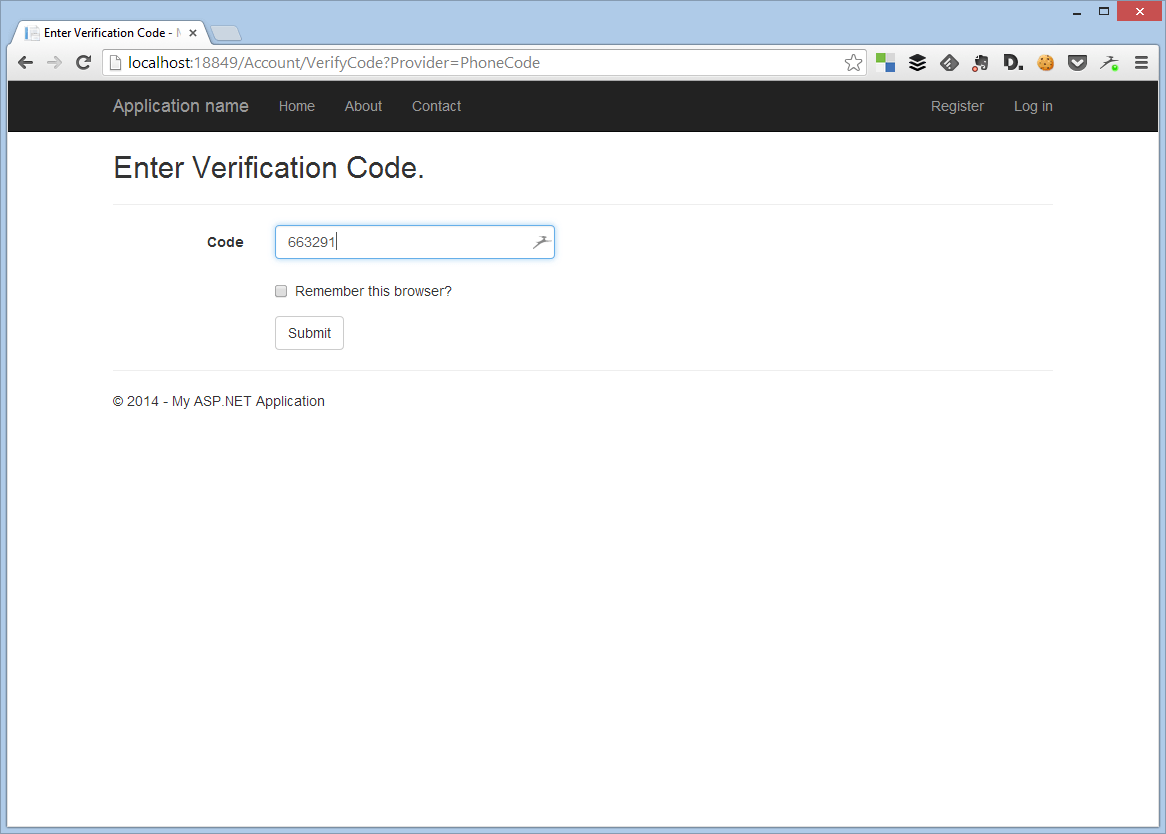 Enter Verification Code - M
localhost:18849/Account/VerifyCode?Provider=PhoneCode
D.
Application name Home About Contact Register Log in
Enter Verification Code.
Code 663291
Remember this browser?
Submit
© 2014 - My ASP.NET Application